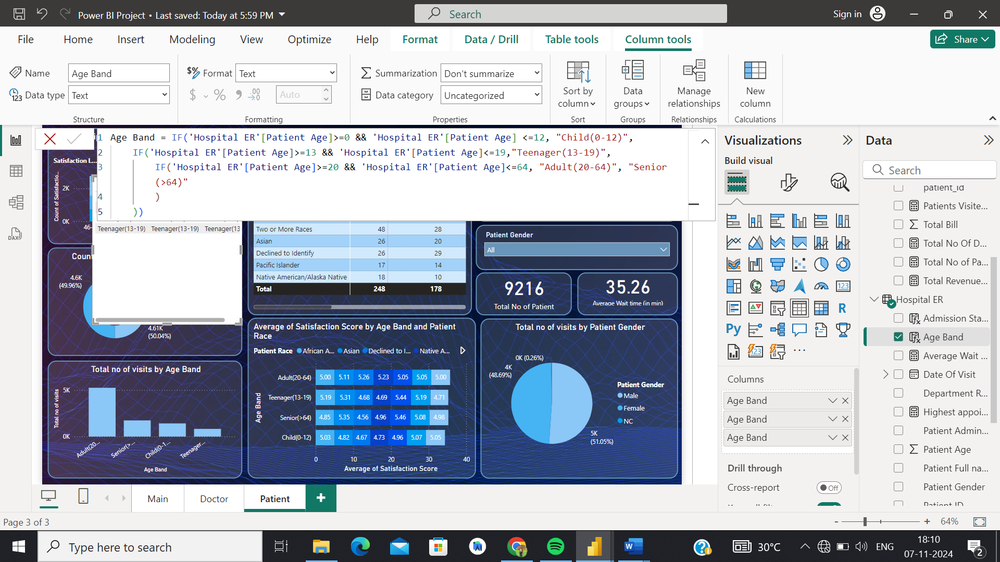 Power BI Project • Last saved: Today at 5:59 PM
Search
Sign in
File Home Insert Modeling View Optimize Help Format Data / Drill Table tools Column tools
Share
Name Age Band
Data type Text
Structure
Format Text
$ % Auto
Formatting
Summarization Don't summarize
Data category Uncategorized
Properties
Sort by column
Sort
Data groups
Groups
Manage relationships
Relationships
New column
Calculations
1 Age Band = IF('Hospital ER'[Patient Age]>=0 && 'Hospital ER'[Patient Age] <=12, "Child(0-12)",
2 IF('Hospital ER'[Patient Age]>=13 && 'Hospital ER'[Patient Age]<=19,"Teenager(13-19)",
3 IF('Hospital ER'[Patient Age]>=20 && 'Hospital ER'[Patient Age]<=64, "Adult(20-64)", "Senior
(>64)"
4 )
5 ))
Satisfaction L...
Count of Satisfactio...
2K
0K
46-
Teenager(13-19) Teenager(13-19) Teenager(13
Count
4.6K
(49.96%)
4.61K
(50.04%)
Two or More Races 48 28
Asian 26 20
Declined to Identify 26 29
Pacific Islander 17 14
Native American/Alaska Native 18 10
Total 248 178
Patient Gender
All
9216
Total No of Patient
35.26
Average Wait time (in min)
Total no of visits by Age Band
Total no of visits
5K
0K
Adult(20... Senior(>... Child(0-1... Teenager...
Age Band
Average of Satisfaction Score by Age Band and Patient
Race
Patient Race African A... Asian Declined to I... Native A...
Age Band
Adult(20-64) 5.00 5.11 5.26 5.23 5.05 5.05 5.00
Teenager(13-19) 5.19 5.31 4.68 4.69 5.44 5.19 4.71
Senior(>64) 4.85 5.35 4.56 4.96 5.46 5.08 4.98
Child(0-12) 5.03 4.82 4.67 4.73 4.96 5.07 5.05
0 10 20 30 40
Average of Satisfaction Score
Total no of visits by Patient Gender
0K (0.26%)
4K
(48.69%)
5K
(51.05%)
Patient Gender
Male
Female
NC
Visualizations
Build visual
123
R
Py
123
...
Columns
Age Band
Age Band
Age Band
Drill through
Cross-report Off
Data
Search
patient_id
Patients Visite...
Total Bill
Total No Of D...
Total No of Pa...
Total Revenue...
Hospital ER
Admission Sta...
Age Band
Average Wait ...
Date Of Visit
Department R...
Highest appoi...
Patient Admin...
Patient Age
Patient Full na...
Patient Gender
Patient ID
DAX
Main Doctor Patient +
Page 3 of 3
- + 64%
Type here to search
W
30°C
ENG
18:10
07-11-2024
2